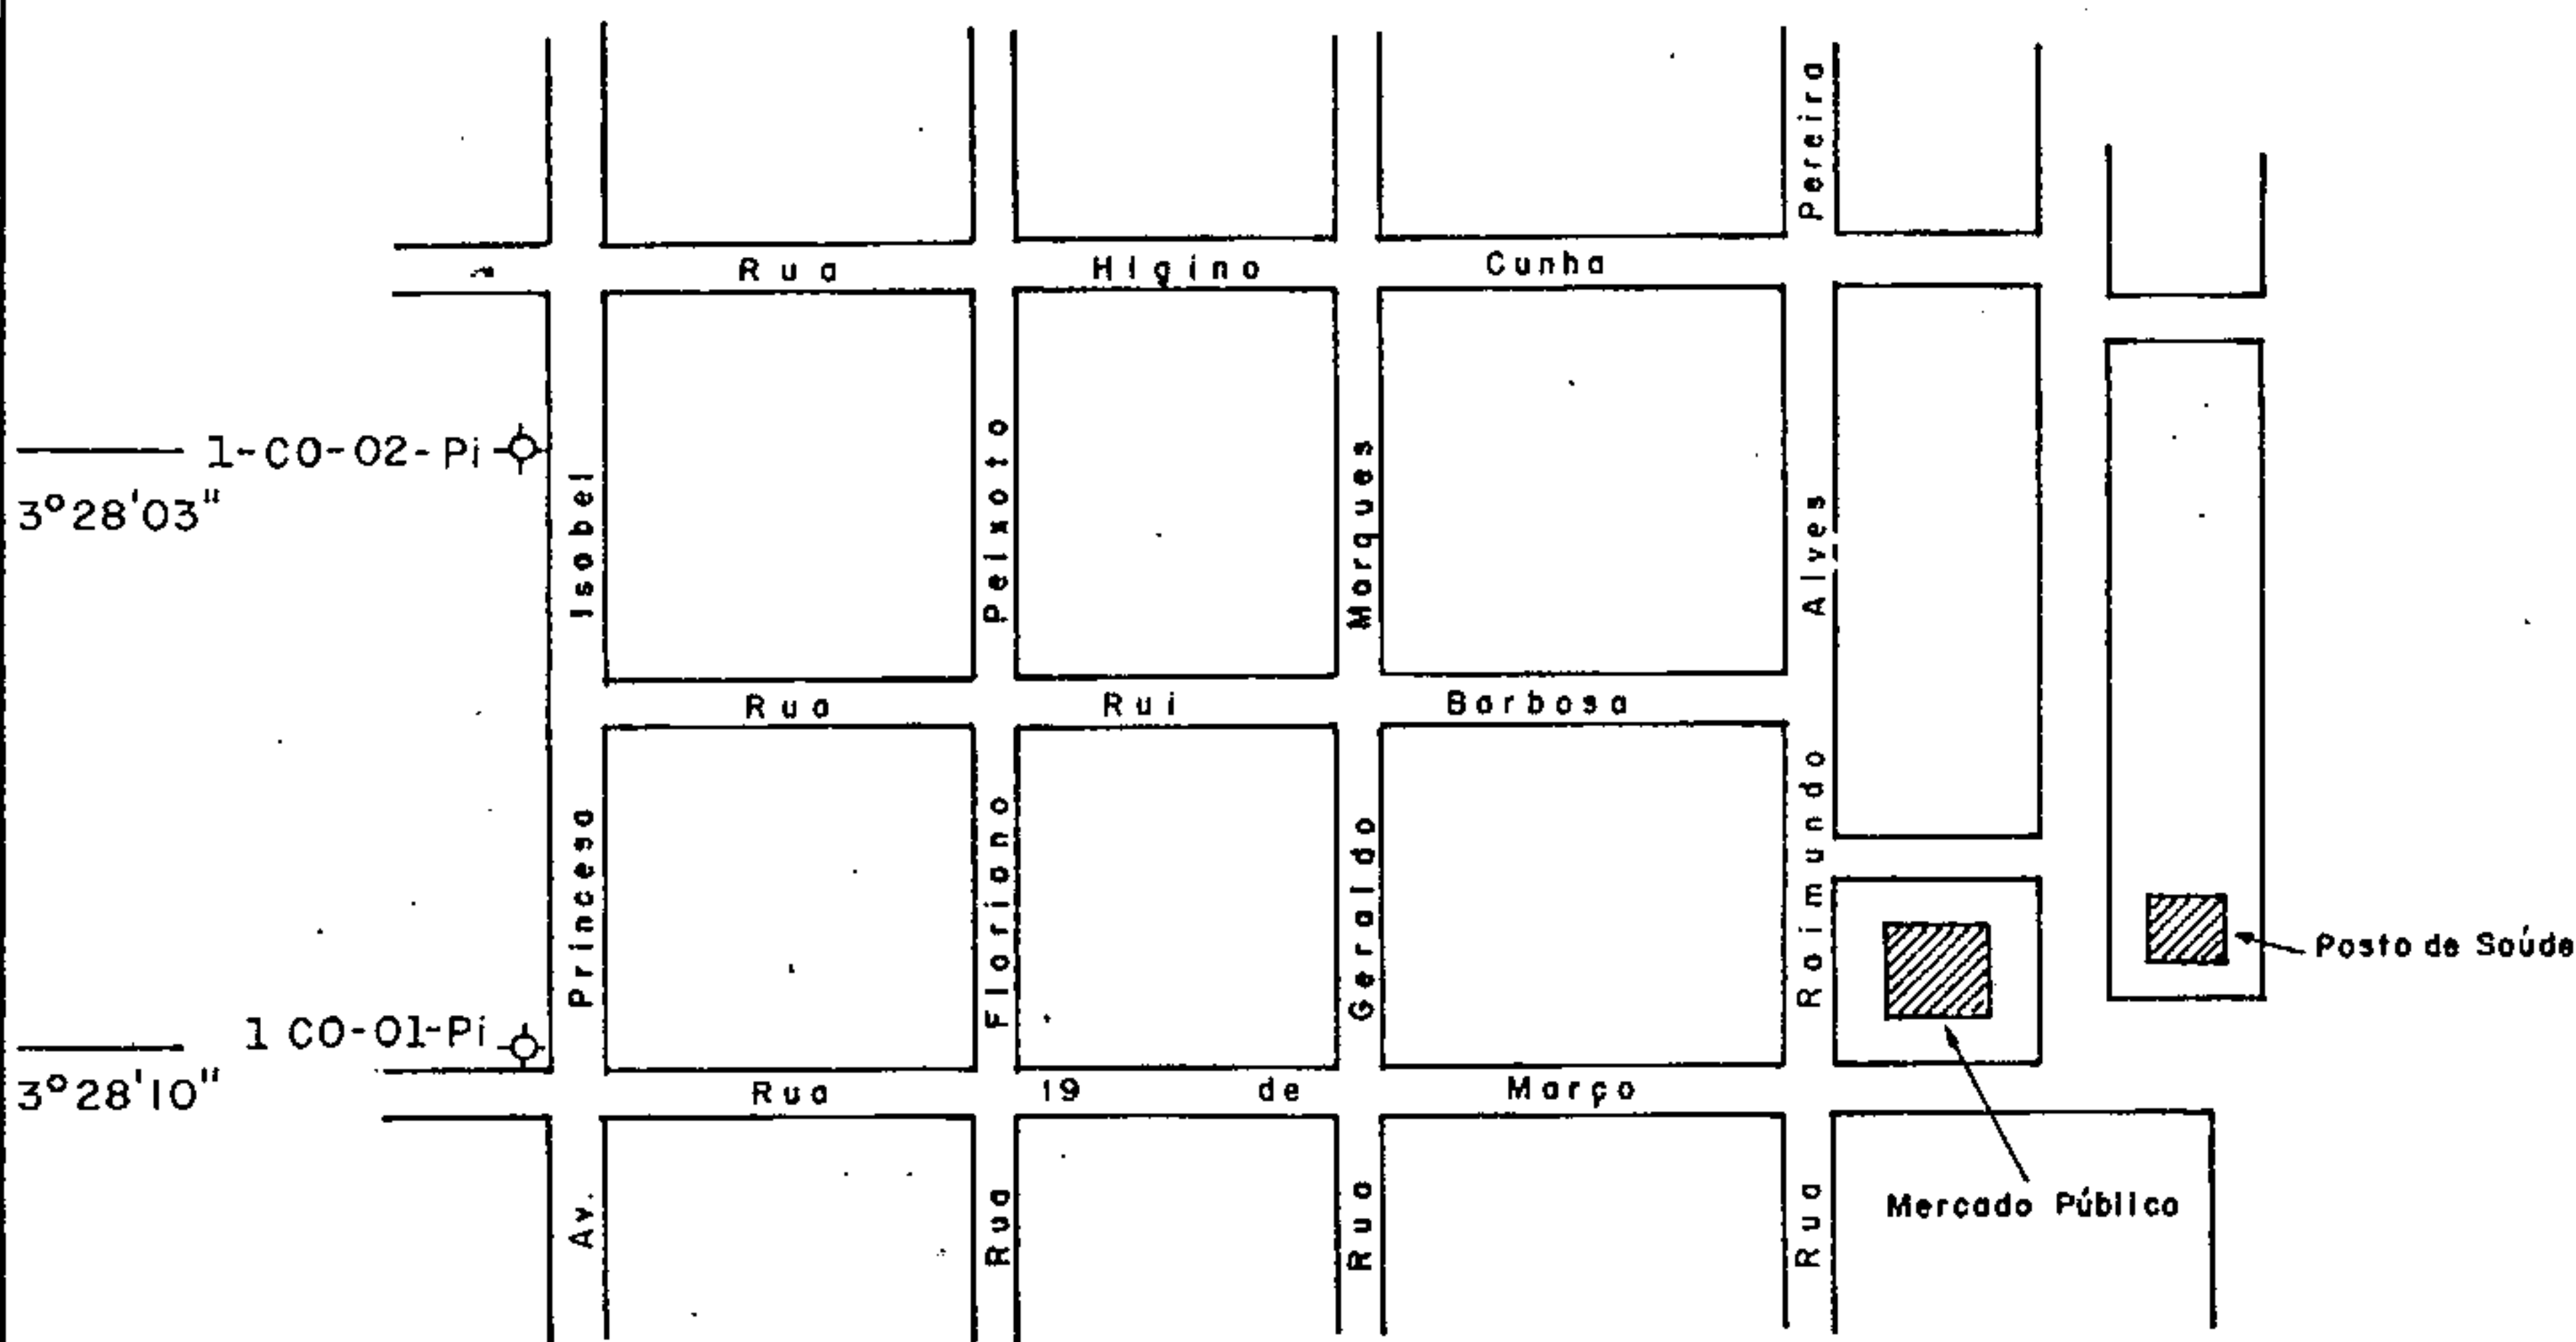 Rua Higino Cunha
1-CO-02-Pi
3°28'03"
Rua Rui Barbosa
1 CO-01-Pi
3°28'10"
Rua 19 de Março
Av. Princesa Isabel
Rua Floriano Peixoto
Rua Geraldo Marques
Rua Raimundo Alves Pereira
Posto de Saúde
Mercado Público